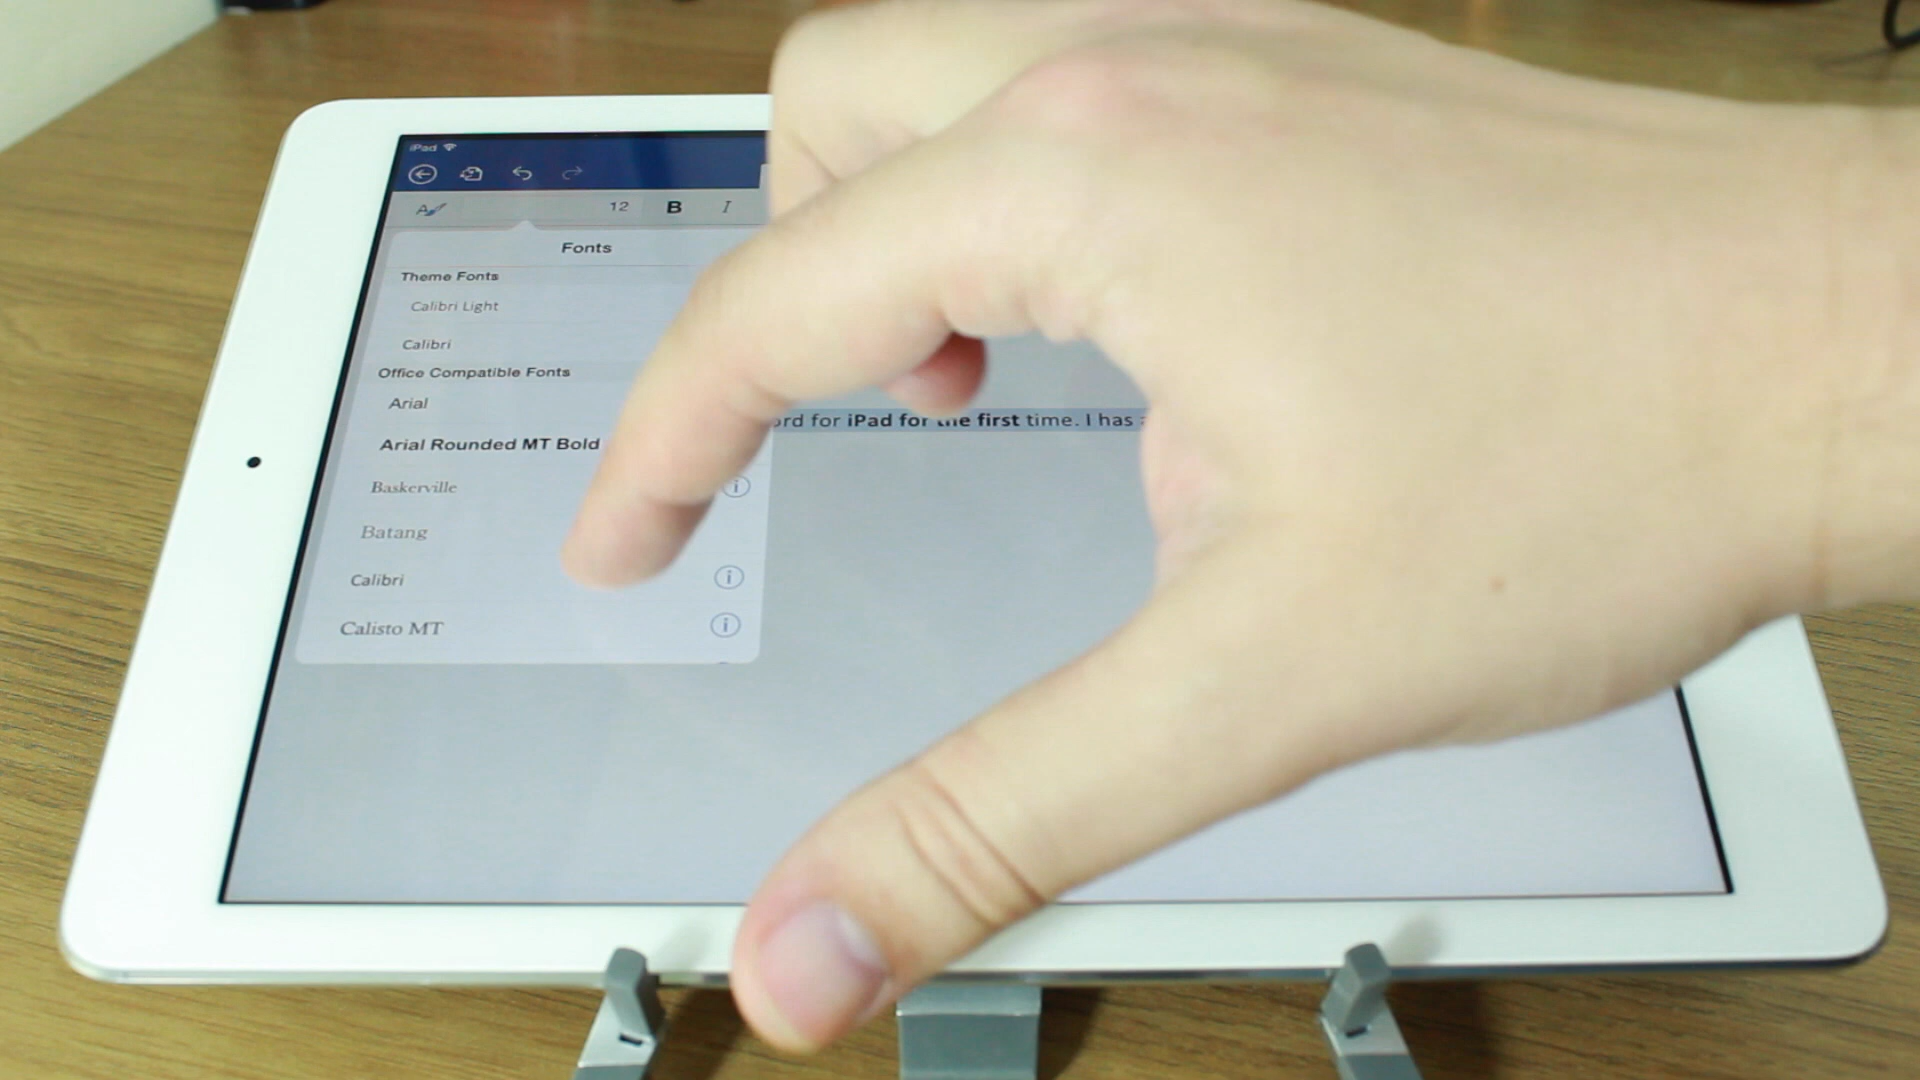 iPad
12 B I
Fonts
Theme Fonts
Calibri Light
Calibri
Office Compatible Fonts
Arial
ord for iPad for the first time. I has
Arial Rounded MT Bold
Baskerville
Batang
Calibri
Calisto MT